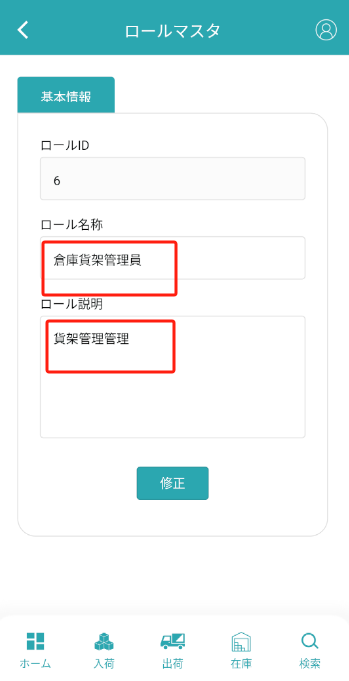 ロールマスタ
基本情報
ロールID
6
ロール名称
倉庫貨架管理員
ロール説明
貨架管理管理
修正
ホーム
入荷
出荷
在庫
検索